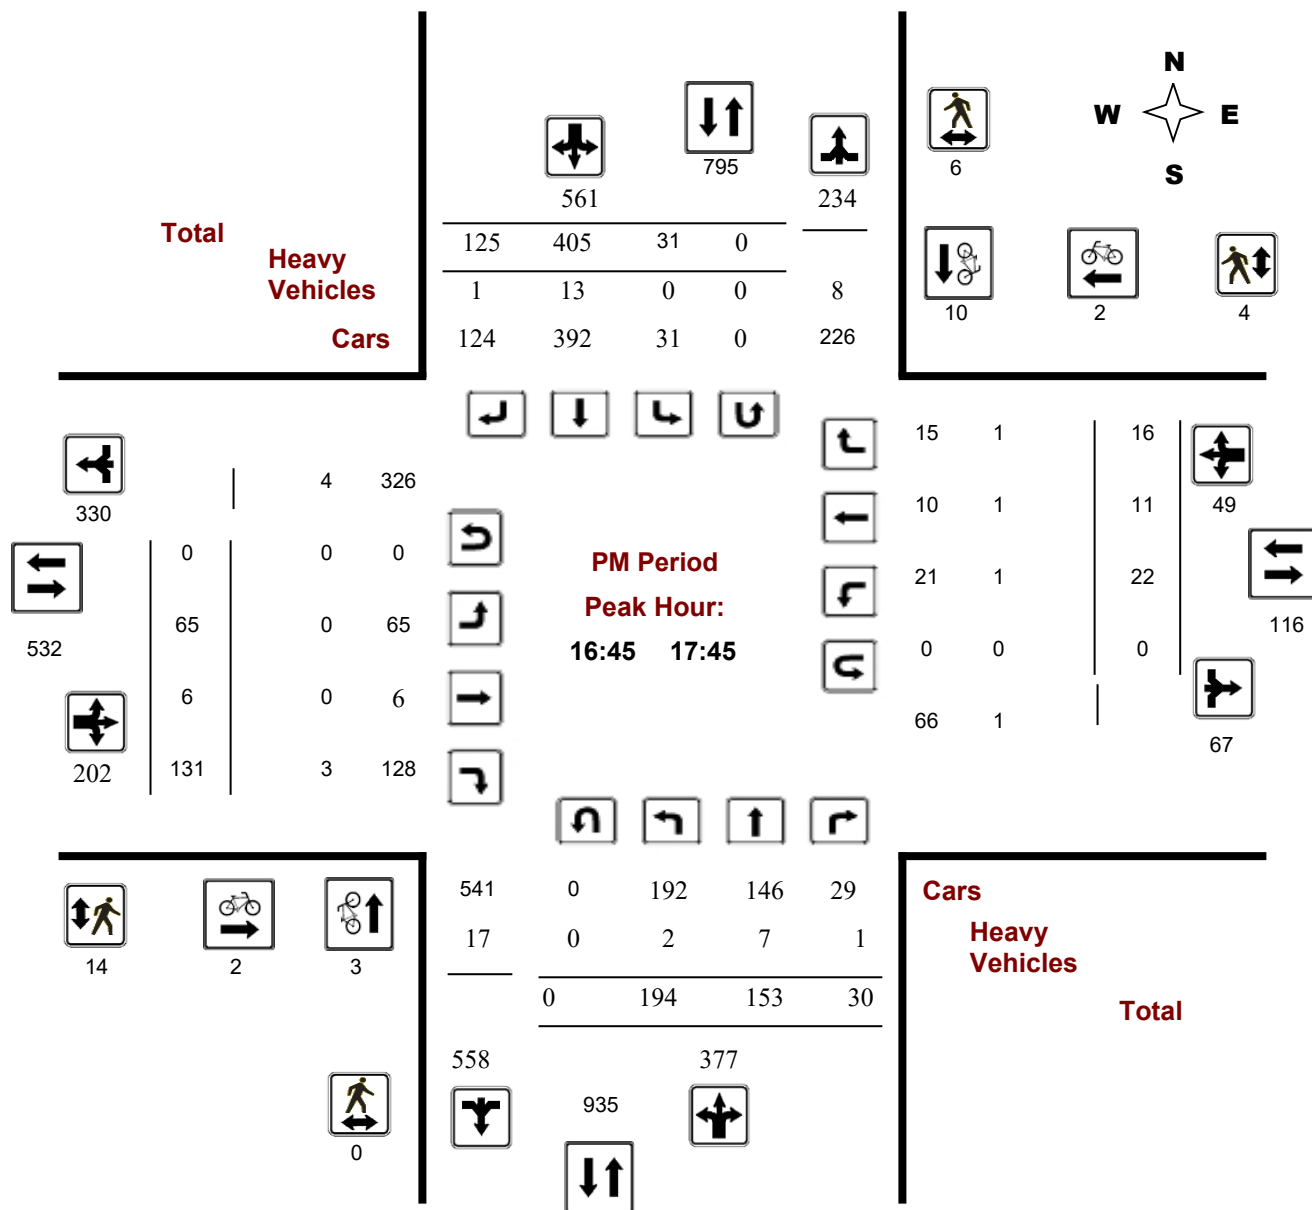 N
W E
S
795
6
561 234
Total
125 405 31 0
Heavy
Vehicles
1 13 0 0 8
10 2 4
Cars 124 392 31 0 226
15 1 16
4 326
330
10 1 11 49
0 0 0
PM Period
21 1 22
Peak Hour:
65 0 65
116
532
16:45 17:45
0 0 0
6 0 6
66 1
67
202 131 3 128
541 0 192 146 29 Cars
17 0 2 7 1 Heavy
Vehicles
14 2 3
0 194 153 30
Total
558 377
935
0